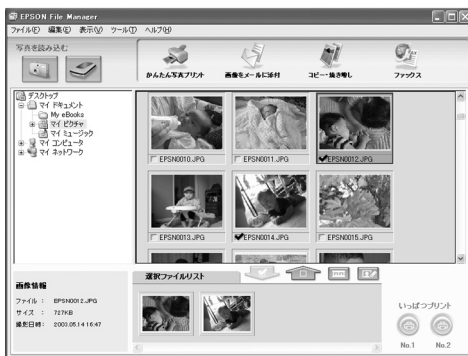 EPSON File Manager
ファイル(F) 編集(E) 表示(V) ツール(T) ヘルプ(H)
写真を読み込む
かんたん写真プリント 画像をメールに添付 コピー・焼き増し ファックス
デスクトップ
マイ ドキュメント
My eBooks
マイ ピクチャ
マイ ミュージック
マイ コンピュータ
マイ ネットワーク
EPSN0010.JPG EPSN0011.JPG EPSN0012.JPG
EPSN0013.JPG EPSN0014.JPG EPSN0015.JPG
選択ファイルリスト
画像情報
ファイル : EPSN0012.JPG
サイズ : 727KB
撮影日時: 2003.05.14 16:47
いっぱつプリント
No.1 No.2